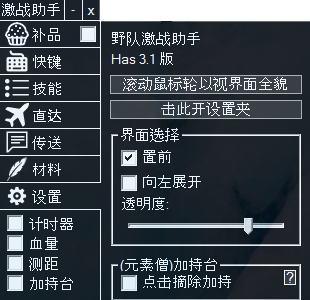 激战助手 - x
补品
快键
技能
直达
传送
材料
设置
计时器
血量
测距
加持台
野队激战助手
Has 3.1 版
滚动鼠标轮以视界面全貌
击此开设置夹
界面选择
置前
向左展开
透明度:
(元素僧)加持台
点击摘除加持
?